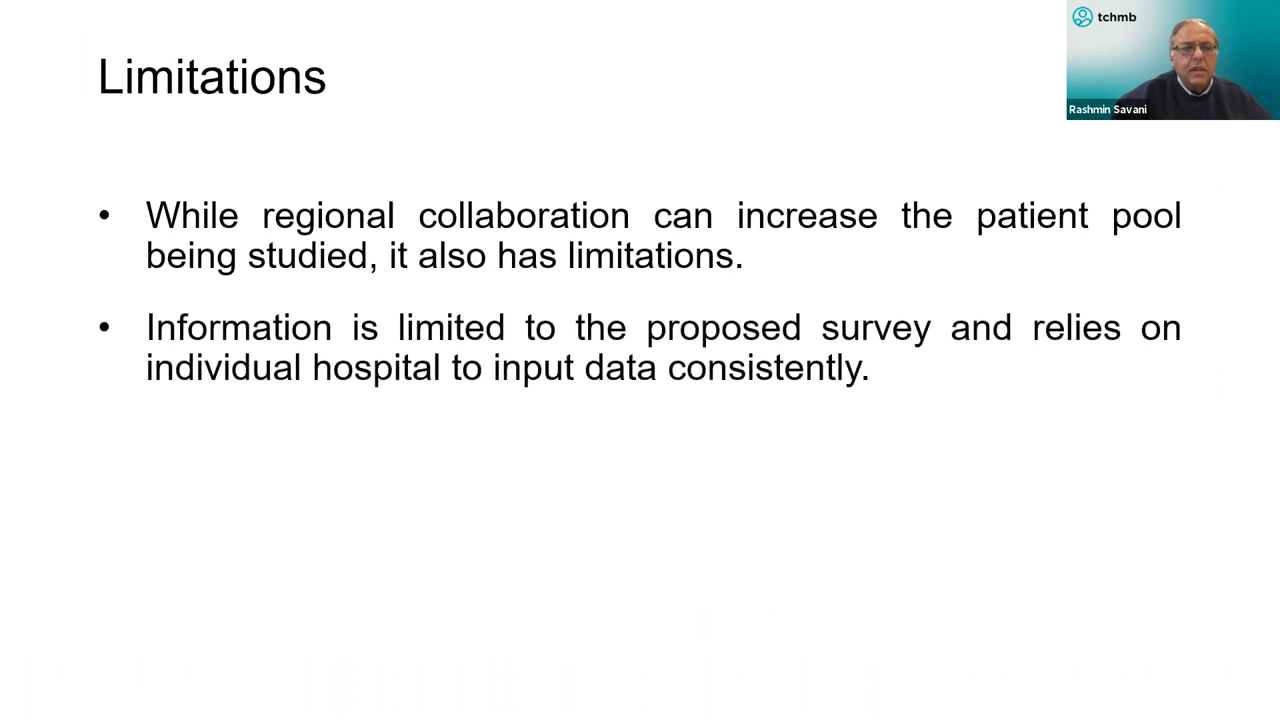 tchmb
Rashmin Savani
Limitations
• While regional collaboration can increase the patient pool
being studied, it also has limitations.
• Information is limited to the proposed survey and relies on
individual hospital to input data consistently.